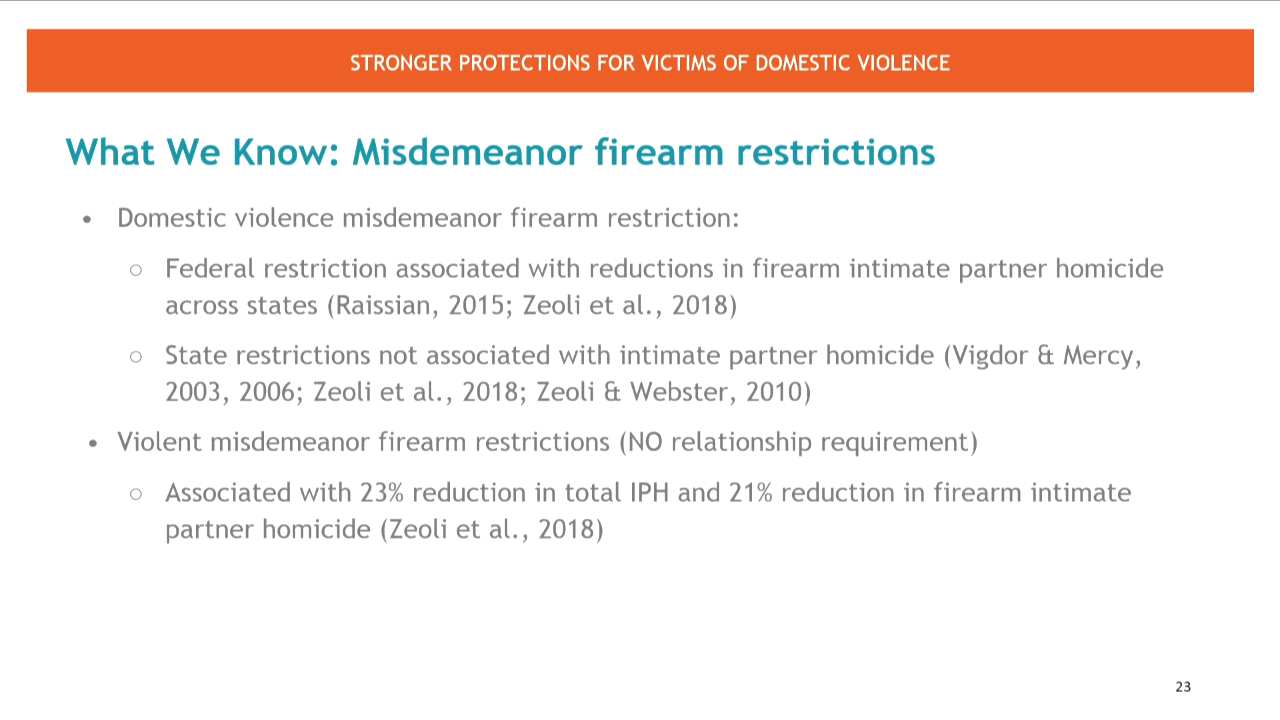 STRONGER PROTECTIONS FOR VICTIMS OF DOMESTIC VIOLENCE
What We Know: Misdemeanor firearm restrictions
• Domestic violence misdemeanor firearm restriction:
○ Federal restriction associated with reductions in firearm intimate partner homicide
across states (Raissian, 2015; Zeoli et al., 2018)
○ State restrictions not associated with intimate partner homicide (Vigdor & Mercy,
2003, 2006; Zeoli et al., 2018; Zeoli & Webster, 2010)
• Violent misdemeanor firearm restrictions (NO relationship requirement)
○ Associated with 23% reduction in total IPH and 21% reduction in firearm intimate
partner homicide (Zeoli et al., 2018)
23